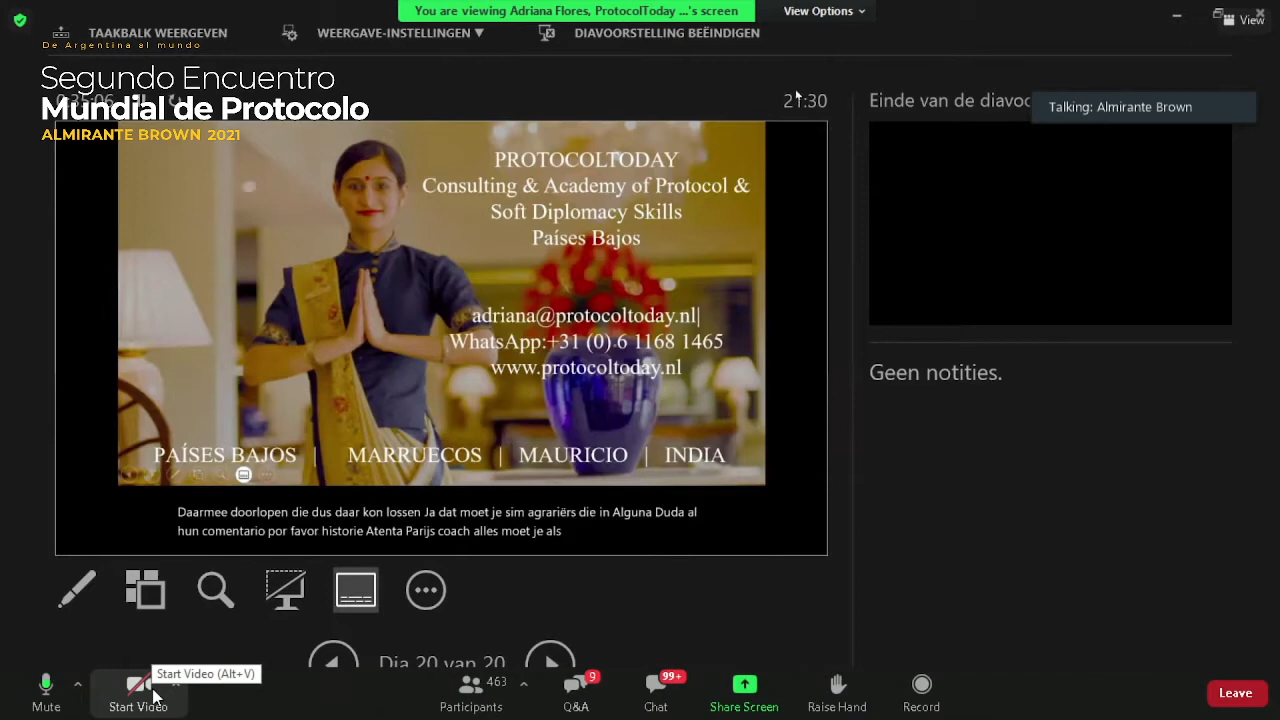 You are viewing Adriana Flores, ProtocolToday ...'s screen
View Options
View
TAAKBALK WEERGEVEN
WEERGAVE-INSTELLINGEN
DIAVOORSTELLING BEËINDIGEN
De Argentina al mundo
Segundo Encuentro
Mundial de Protocolo
ALMIRANTE BROWN 2021
0:35:06
21:30
Einde van de diavoo
Talking: Almirante Brown
PROTOCOLTODAY
Consulting & Academy of Protocol &
Soft Diplomacy Skills
Países Bajos
adriana@protocoltoday.nl|
WhatsApp:+31 (0) 6 1168 1465
www.protocoltoday.nl
PAÍSES BAJOS | MARRUECOS | MAURICIO | INDIA
Geen notities.
Daarmee doorlopen die dus daar kon lossen Ja dat moet je sim agrariërs die in Alguna Duda al
hun comentario por favor historie Atenta Parijs coach alles moet je als
Dia 20 van 20
Start Video (Alt+V)
Mute
Start Video
463
Participants
9
Q&A
99+
Chat
Share Screen
Raise Hand
Record
Leave